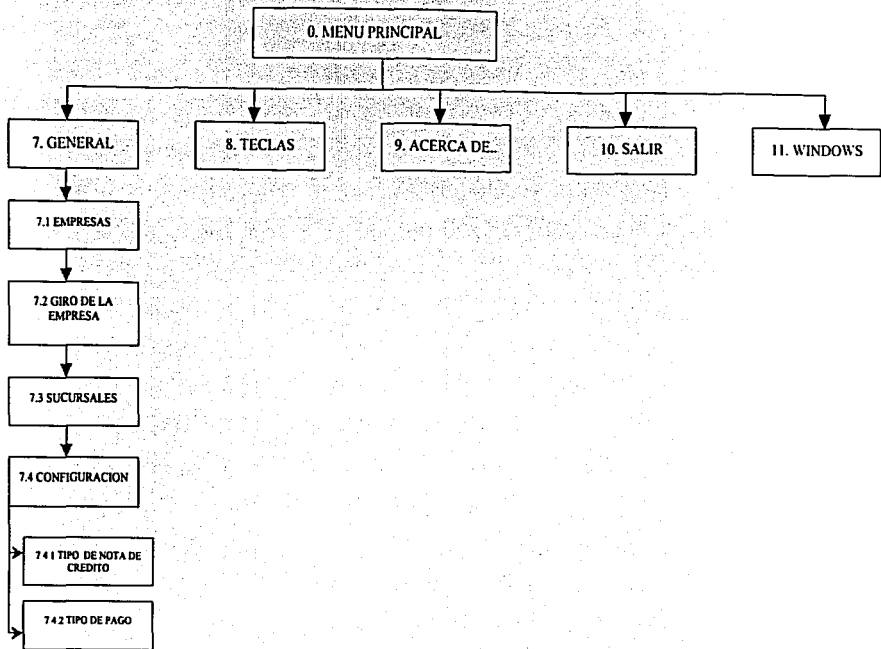 0. MENU PRINCIPAL
7. GENERAL
8. TECLAS
9. ACERCA DE..
10. SALIR
11. WINDOWS
7.1 EMPRESAS
7.2 GIRO DE LA
EMPRESA
7.3 SUCURSALES
7.4 CONFIGURACION
7 4 1 TIPO DE NOTA DE
CREDITO
7 4.2 TIPO DE PAGO